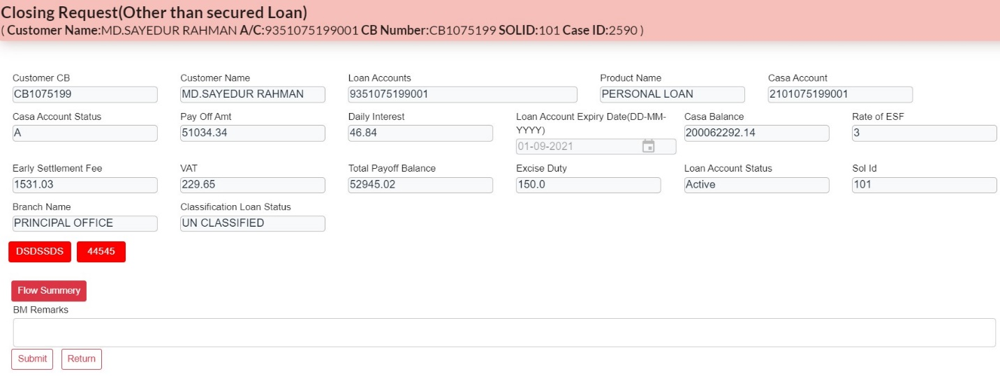 Closing Request(Other than secured Loan)
( Customer Name:MD.SAYEDUR RAHMAN A/C:9351075199001 CB Number:CB1075199 SOLID:101 Case ID:2590 )
Customer CB Customer Name Loan Accounts Product Name Casa Account
CB1075199 MD.SAYEDUR RAHMAN 9351075199001 PERSONAL LOAN 2101075199001
Casa Account Status Pay Off Amt Daily Interest Loan Account Expiry Date(DD-MM-
YYYY) Casa Balance Rate of ESF
A 51034.34 46.84 01-09-2021 200062292.14 3
Early Settlement Fee VAT Total Payoff Balance Excise Duty Loan Account Status Sol Id
1531.03 229.65 52945.02 150.0 Active 101
Branch Name Classification Loan Status
PRINCIPAL OFFICE UN CLASSIFIED
DSDSSDS 44545
Flow Summery
BM Remarks
Submit Return